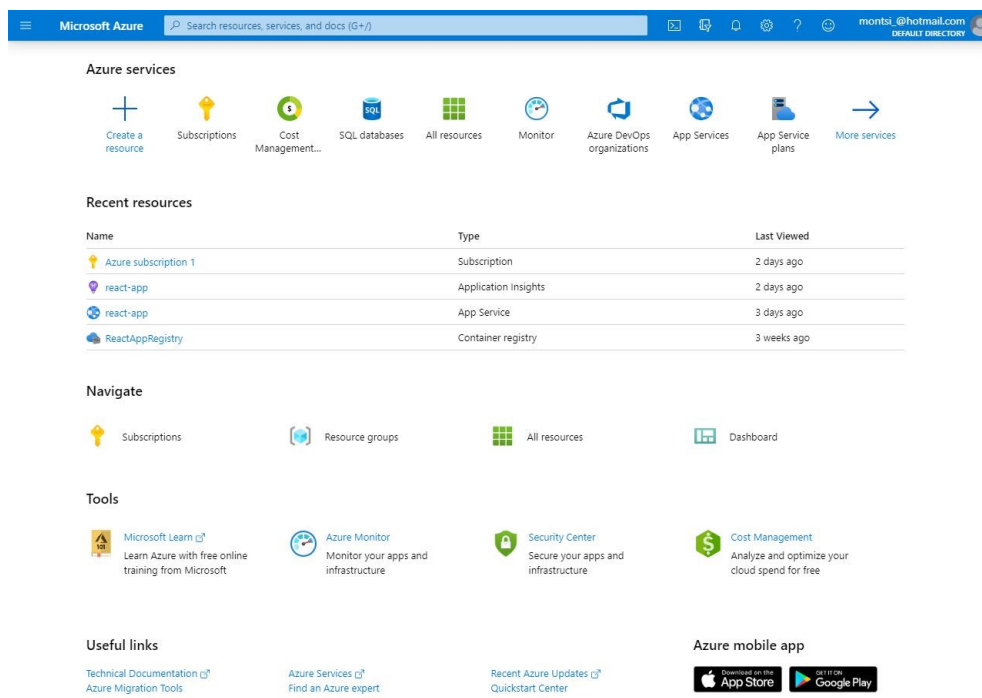 Microsoft Azure
Search resources, services, and docs (G+/)
montsi_@hotmail.com
DEFAULT DIRECTORY
Azure services
Create a resource
Subscriptions
Cost Management...
SQL databases
All resources
Monitor
Azure DevOps organizations
App Services
App Service plans
More services
Recent resources
Name Type Last Viewed
Azure subscription 1 Subscription 2 days ago
react-app Application Insights 2 days ago
react-app App Service 3 days ago
ReactAppRegistry Container registry 3 weeks ago
Navigate
Subscriptions Resource groups All resources Dashboard
Tools
Microsoft Learn
Learn Azure with free online
training from Microsoft
Azure Monitor
Monitor your apps and
infrastructure
Security Center
Secure your apps and
infrastructure
Cost Management
Analyze and optimize your
cloud spend for free
Useful links
Technical Documentation Azure Services Recent Azure Updates
Azure Migration Tools Find an Azure expert Quickstart Center
Azure mobile app
Download on the
App Store
GET IT ON
Google Play